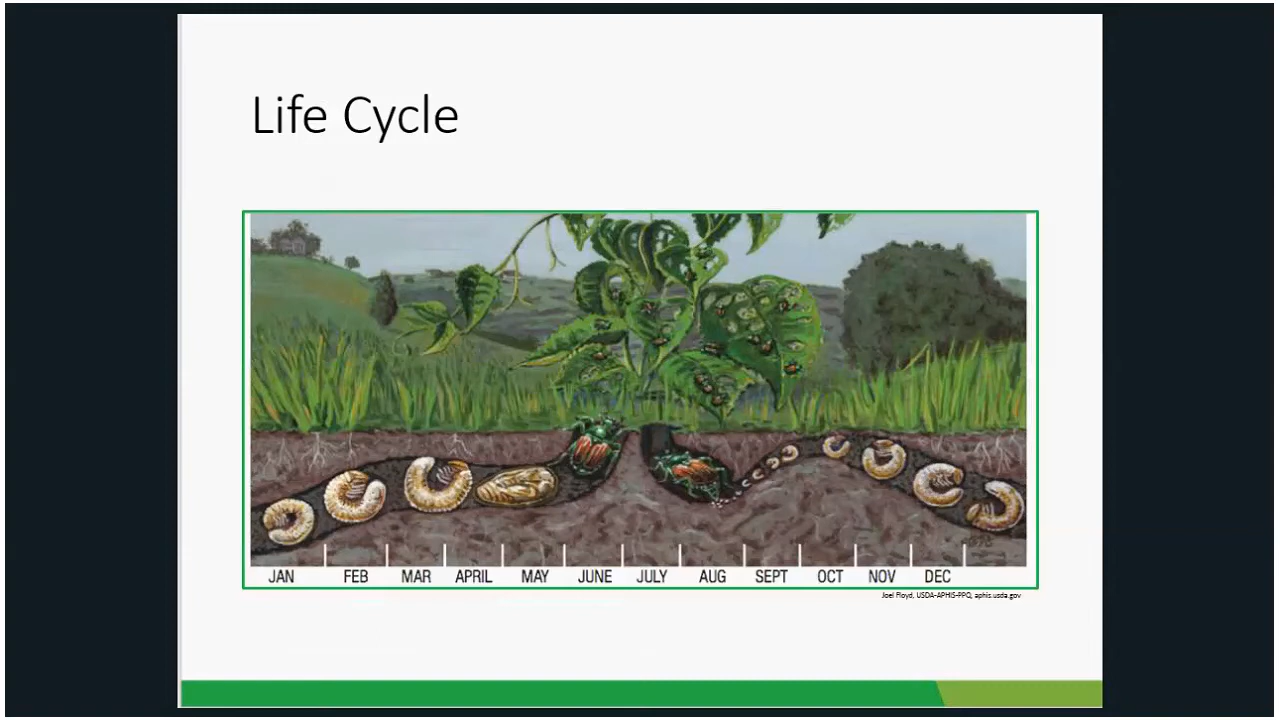 Life Cycle
JAN FEB MAR APRIL MAY JUNE JULY AUG SEPT OCT NOV DEC
Joel Floyd, USDA-APHIS-PPQ, aphis.usda.gov